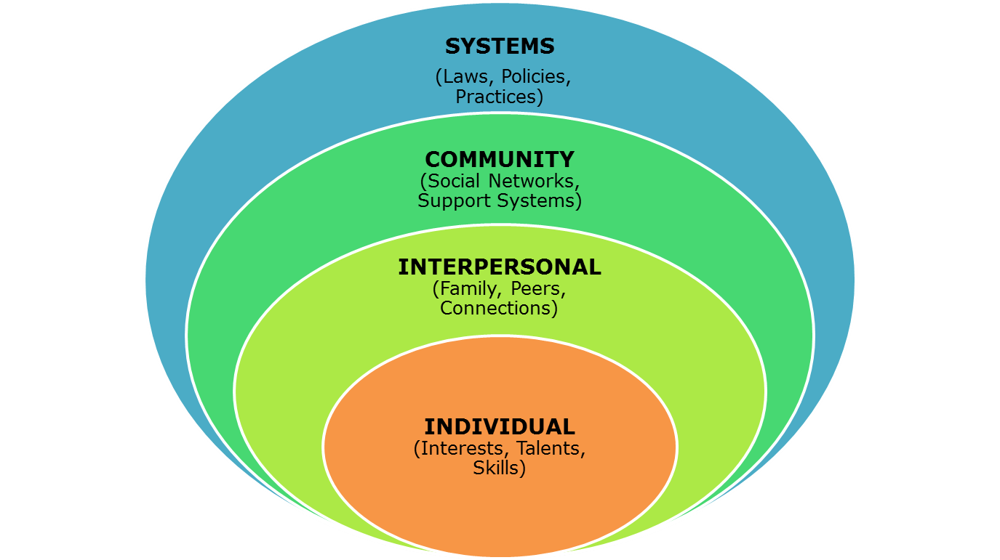 SYSTEMS
(Laws, Policies,
Practices)
COMMUNITY
(Social Networks,
Support Systems)
INTERPERSONAL
(Family, Peers,
Connections)
INDIVIDUAL
(Interests, Talents,
Skills)